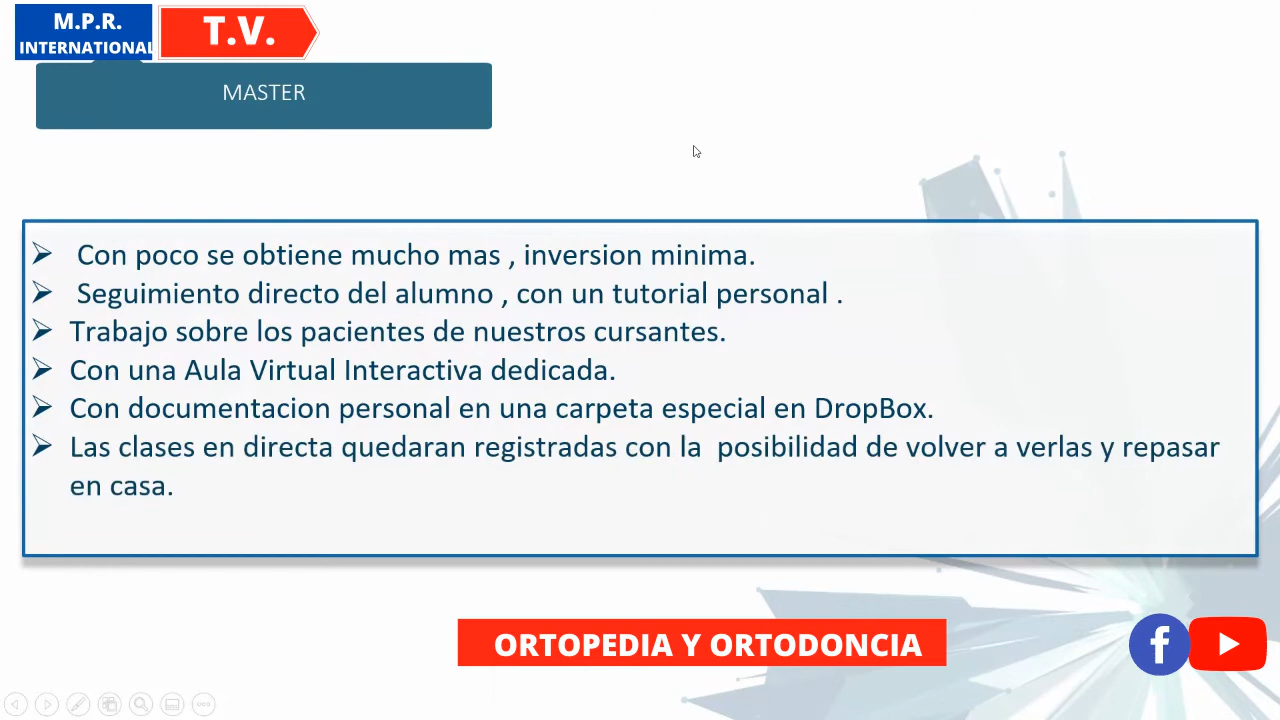 M.P.R.
INTERNATIONAL
T.V.
MASTER
Con poco se obtiene mucho mas , inversion minima.
Seguimiento directo del alumno , con un tutorial personal .
Trabajo sobre los pacientes de nuestros cursantes.
Con una Aula Virtual Interactiva dedicada.
Con documentacion personal en una carpeta especial en DropBox.
Las clases en directa quedaran registradas con la  posibilidad de volver a verlas y repasar
en casa.
ORTOPEDIA Y ORTODONCIA